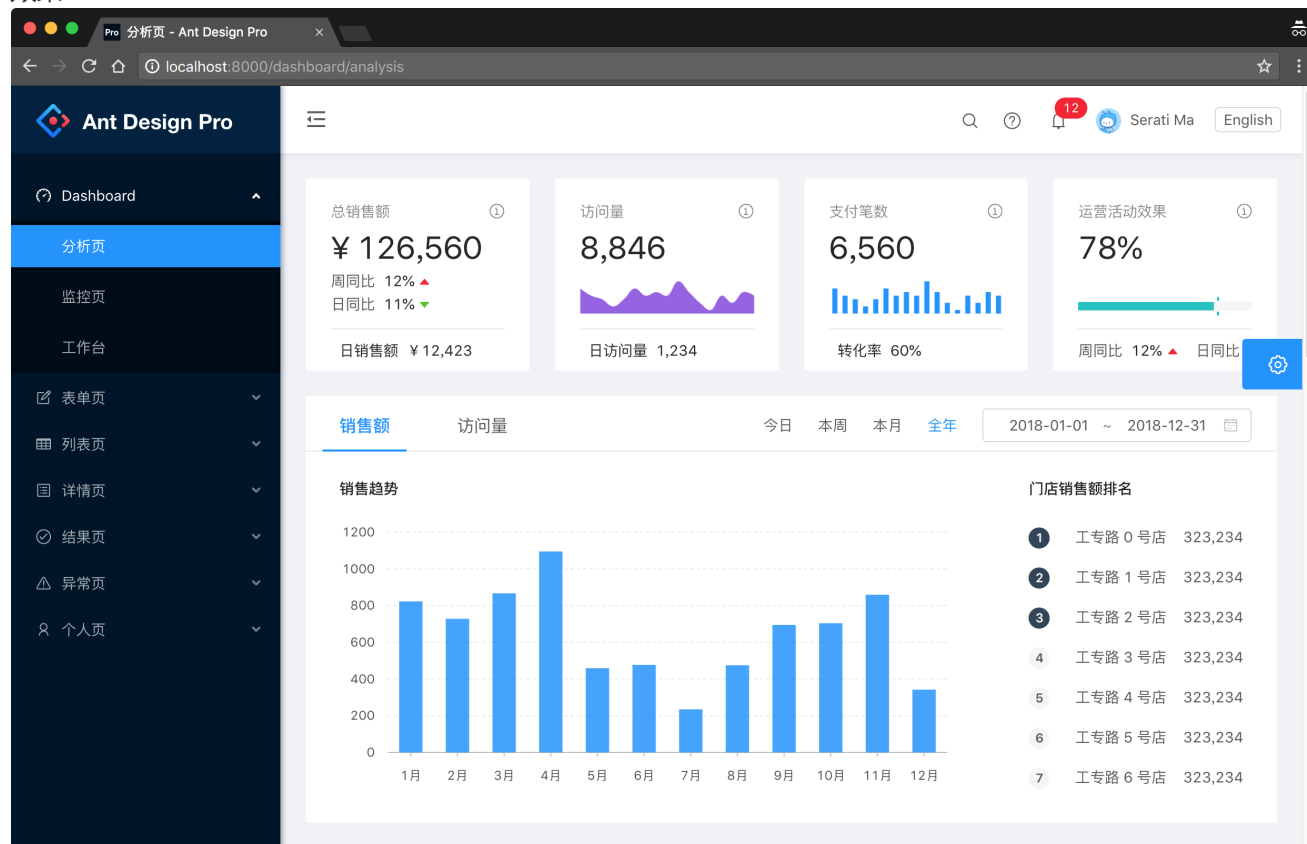 Pro 分析页 - Ant Design Pro
localhost:8000/dashboard/analysis
Ant Design Pro
12
Serati Ma
English
Dashboard
分析页
监控页
工作台
表单页
列表页
详情页
结果页
异常页
个人页
总销售额
¥ 126,560
周同比 12%
日同比 11%
日销售额 ¥ 12,423
访问量
8,846
日访问量 1,234
支付笔数
6,560
转化率 60%
运营活动效果
78%
周同比 12% 日同比
销售额 访问量 今日 本周 本月 全年 2018-01-01 ~ 2018-12-31
销售趋势
1200
1000
800
600
400
200
0
1月 2月 3月 4月 5月 6月 7月 8月 9月 10月 11月 12月
门店销售额排名
1 工专路 0 号店 323,234
2 工专路 1 号店 323,234
3 工专路 2 号店 323,234
4 工专路 3 号店 323,234
5 工专路 4 号店 323,234
6 工专路 5 号店 323,234
7 工专路 6 号店 323,234